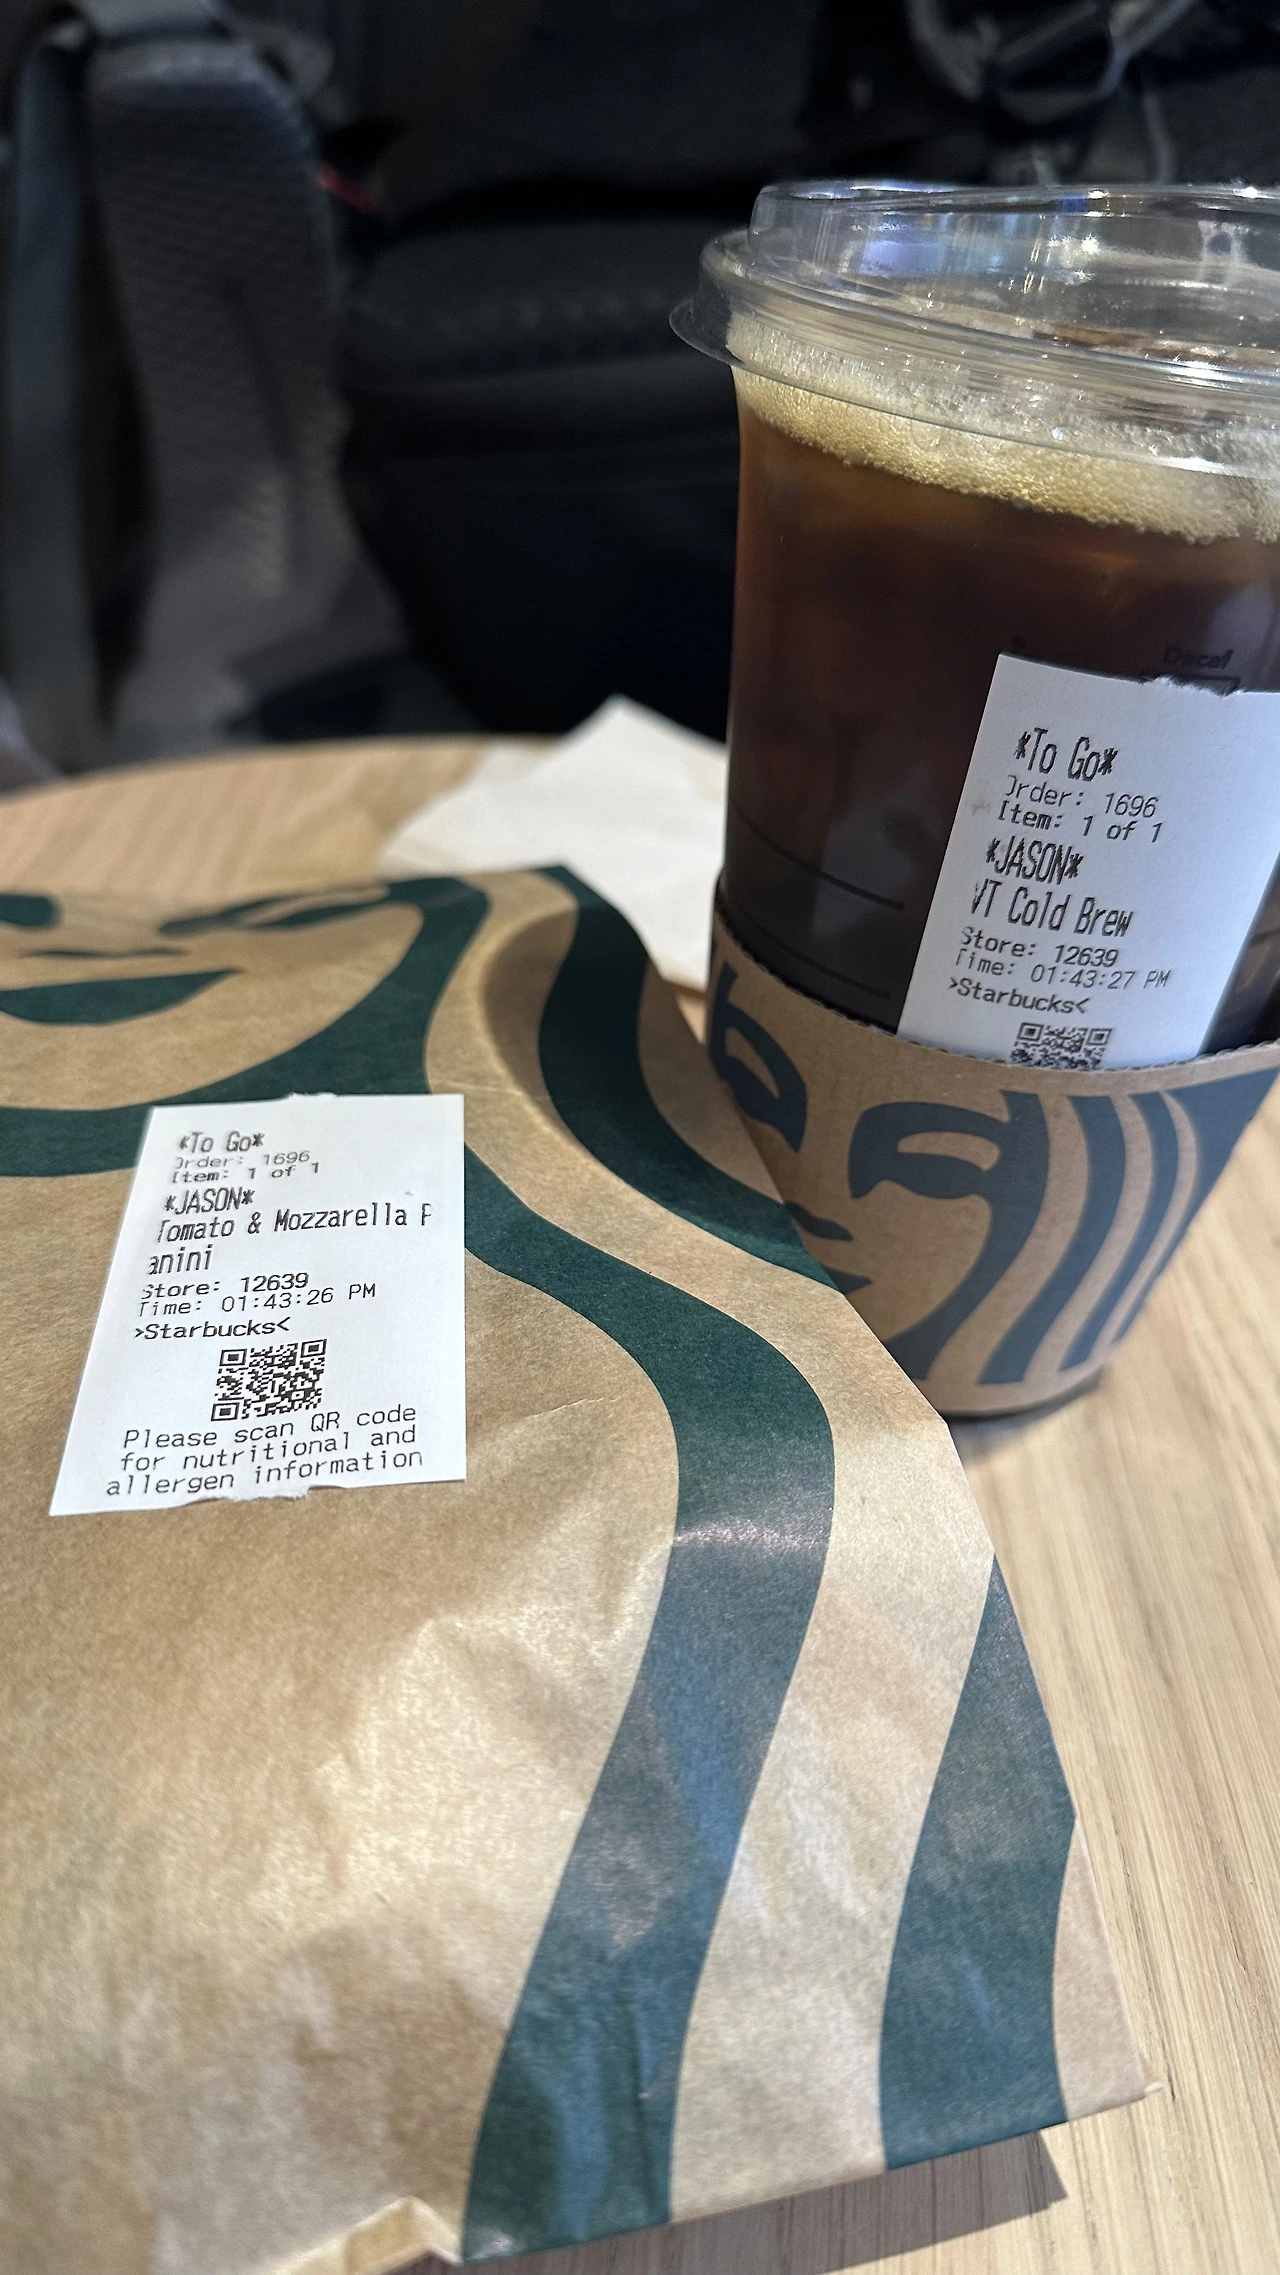 Decaf
*To Go*
Order: 1696
Item: 1 of 1
*JASON*
VT Cold Brew
Store: 12639
Time: 01:43:27 PM
>Starbucks<
*To Go*
Order: 1696
Item: 1 of 1
*JASON*
Tomato & Mozzarella P
anini
Store: 12639
Time: 01:43:26 PM
>Starbucks<
Please scan QR code
for nutritional and
allergen information